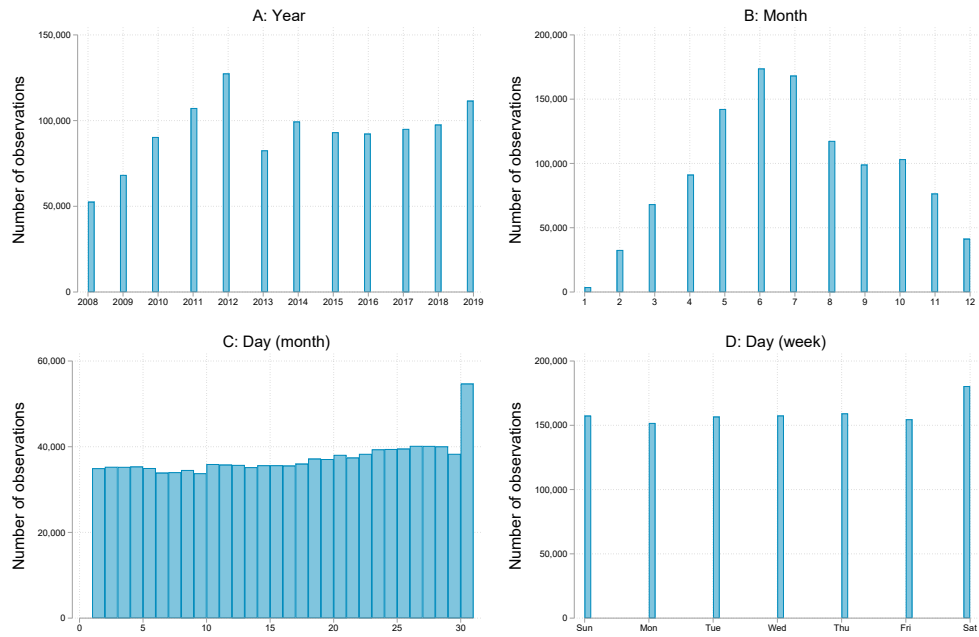 A: Year
Number of observations
150,000
100,000
50,000
0
2008 2009 2010 2011 2012 2013 2014 2015 2016 2017 2018 2019
B: Month
Number of observations
200,000
150,000
100,000
50,000
0
1 2 3 4 5 6 7 8 9 10 11 12
C: Day (month)
Number of observations
60,000
40,000
20,000
0
0 5 10 15 20 25 30
D: Day (week)
Number of observations
200,000
150,000
100,000
50,000
0
Sun Mon Tue Wed Thu Fri Sat